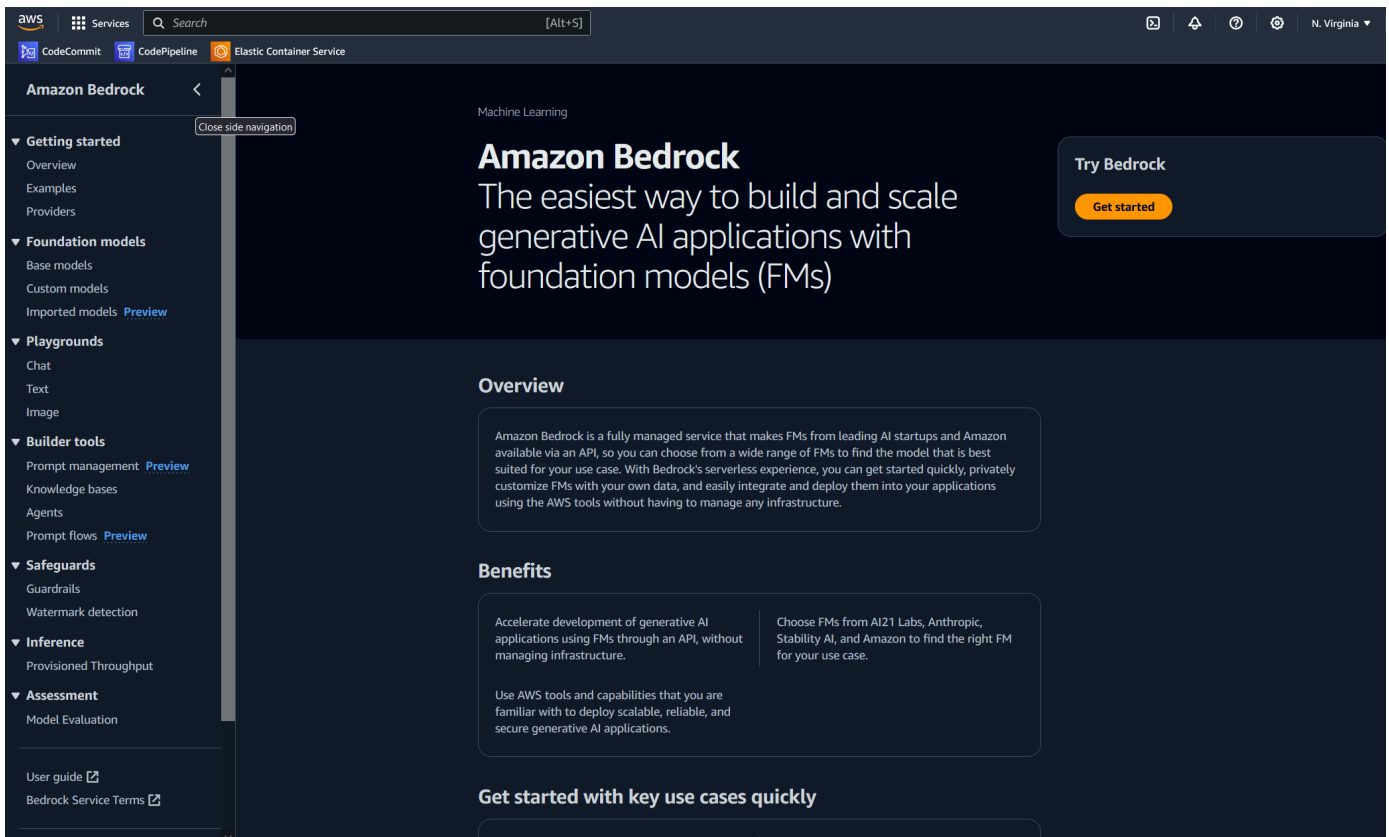 aws
Services
Search
[Alt+S]
N. Virginia
CodeCommit
CodePipeline
Elastic Container Service
Amazon Bedrock
Close side navigation
Getting started
Overview
Examples
Providers
Foundation models
Base models
Custom models
Imported models Preview
Playgrounds
Chat
Text
Image
Builder tools
Prompt management Preview
Knowledge bases
Agents
Prompt flows Preview
Safeguards
Guardrails
Watermark detection
Inference
Provisioned Throughput
Assessment
Model Evaluation
User guide
Bedrock Service Terms
Machine Learning
Amazon Bedrock
The easiest way to build and scale
generative AI applications with
foundation models (FMs)
Try Bedrock
Get started
Overview
Amazon Bedrock is a fully managed service that makes FMs from leading AI startups and Amazon
available via an API, so you can choose from a wide range of FMs to find the model that is best
suited for your use case. With Bedrock's serverless experience, you can get started quickly, privately
customize FMs with your own data, and easily integrate and deploy them into your applications
using the AWS tools without having to manage any infrastructure.
Benefits
Accelerate development of generative AI
applications using FMs through an API, without
managing infrastructure.
Choose FMs from AI21 Labs, Anthropic,
Stability AI, and Amazon to find the right FM
for your use case.
Use AWS tools and capabilities that you are
familiar with to deploy scalable, reliable, and
secure generative AI applications.
Get started with key use cases quickly